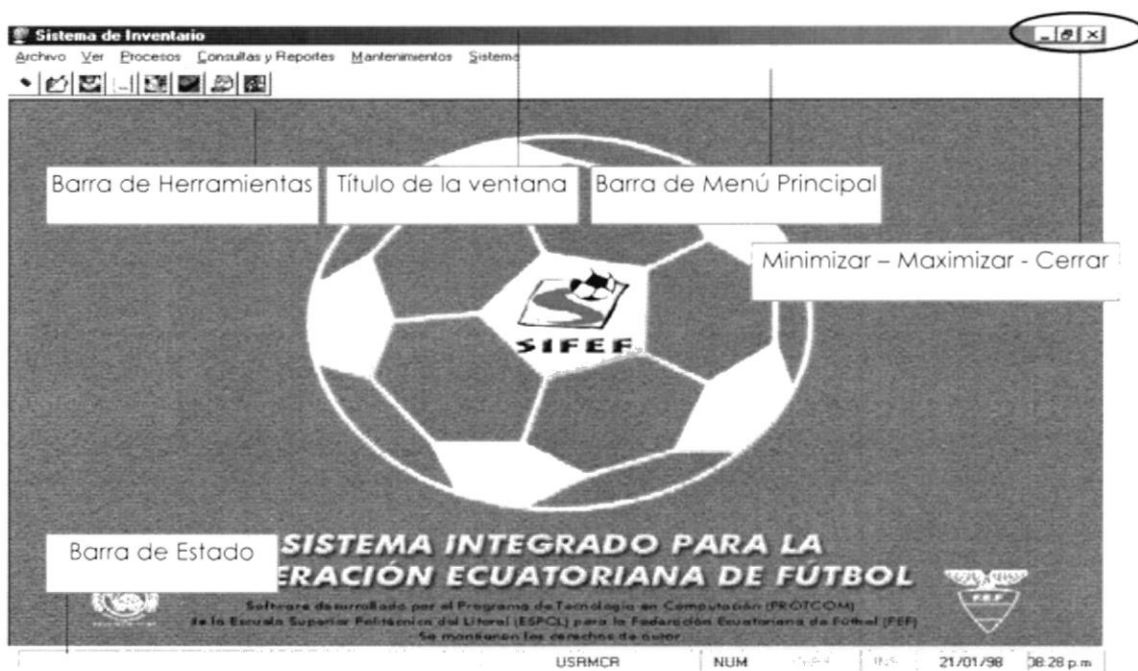 Sistema de Inventario
Archivo Ver Procesos Consultas y Reportes Mantenimientos Sistema
Barra de Herramientas
Título de la ventana
Barra de Menú Principal
Minimizar – Maximizar - Cerrar
SIFEF
Barra de Estado
SISTEMA INTEGRADO PARA LA
ERACIÓN ECUATORIANA DE FÚTBOL
Software desarrollado por el Programa de Tecnología en Computación (PROTCOM)
de la Escuela Superior Politécnica del Litoral (ESPOL) para la Federación Ecuatoriana de Fútbol (FEF)
Se mantienen los derechos de autor
F.E.F
USRMCR NUM INS 21/01/98 08:28 p.m